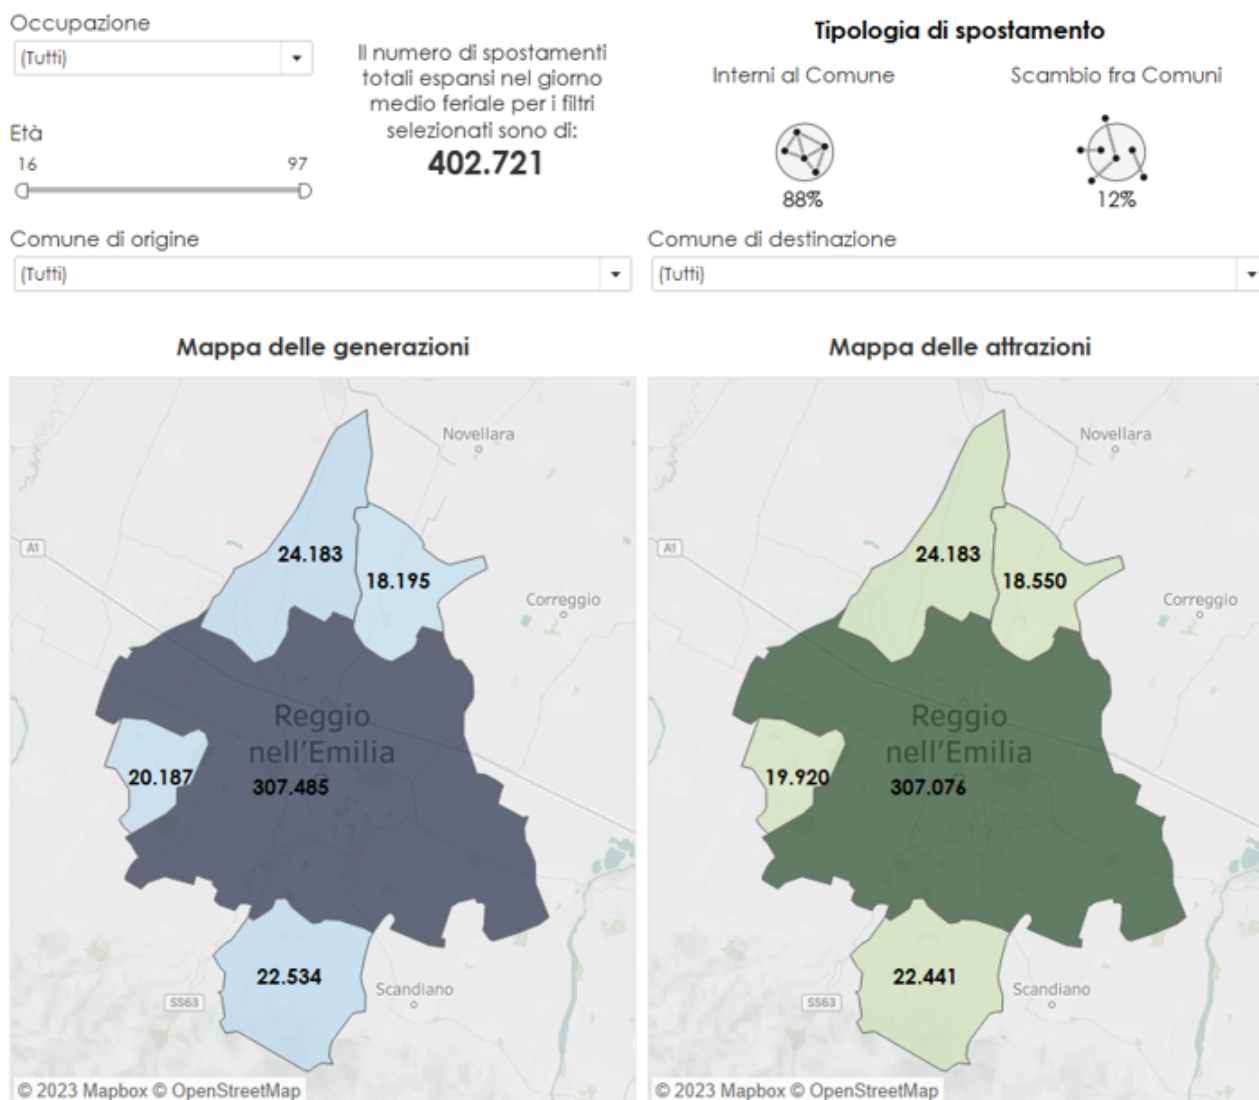 Occupazione
(Tutti)
Età
16
97
Il numero di spostamenti
totali espansi nel giorno
medio feriale per i filtri
selezionati sono di:
402.721
Tipologia di spostamento
Interni al Comune
Scambio fra Comuni
88%
12%
Comune di origine
(Tutti)
Comune di destinazione
(Tutti)
Mappa delle generazioni
Novellara
A1
24.183
18.195
Correggio
Reggio
nell'Emilia
20.187
307.485
22.534
Scandiano
SS63
© 2023 Mapbox © OpenStreetMap
Mappa delle attrazioni
Novellara
A1
24.183
18.550
Correggio
Reggio
nell'Emilia
19.920
307.076
22.441
Scandiano
SS63
© 2023 Mapbox © OpenStreetMap